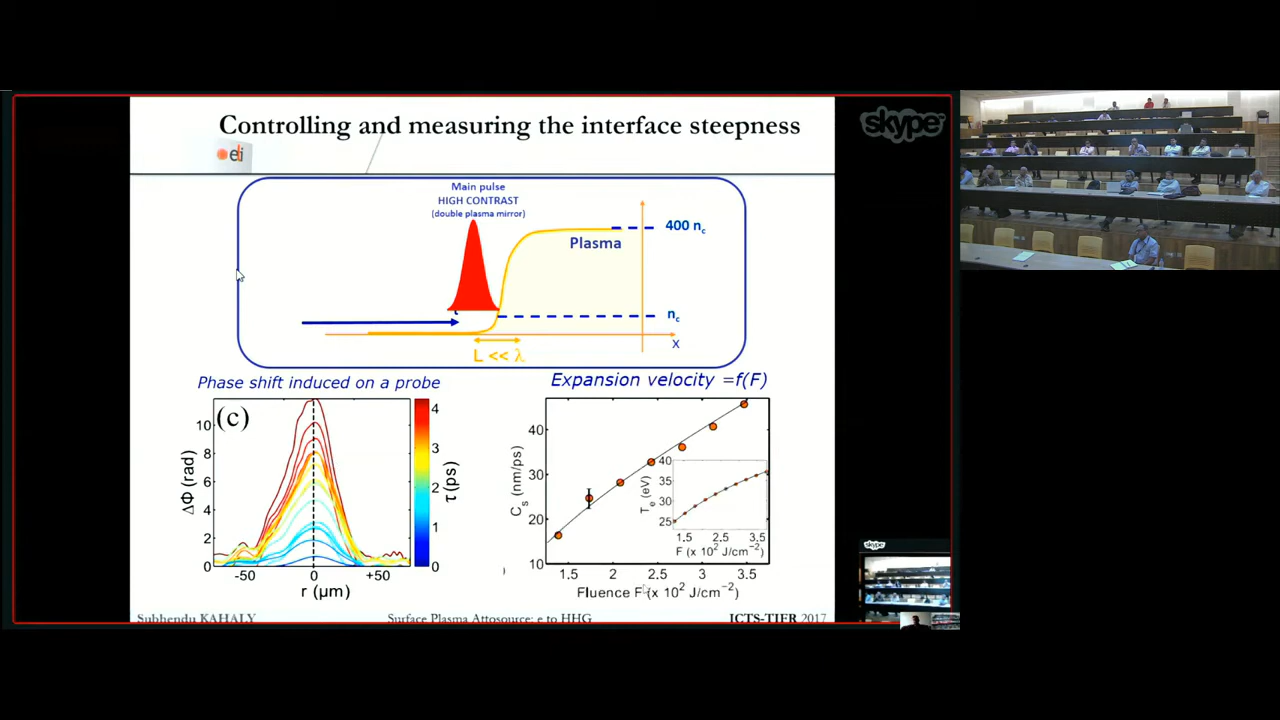 Controlling and measuring the interface steepness
eli
skype
Main pulse
HIGH CONTRAST
(double plasma mirror)
Plasma
400 nc
nc
x
L << λ
Phase shift induced on a probe
Expansion velocity =f(F)
(c)
10
8
6
4
2
0
ΔΦ (rad)
-50
0
+50
r (μm)
4
3
2
1
0
τ (ps)
40
30
20
10
Cs (nm/ps)
1.5
2
2.5
3
3.5
Fluence F (x 10² J/cm⁻²)
40
35
30
25
Te (eV)
1.5
2.5
3.5
F (x 10² J/cm⁻²)
skype
Subhendu KAHALY
Surface Plasma Attosource: e to HHG
ICTS-TIFR 2017